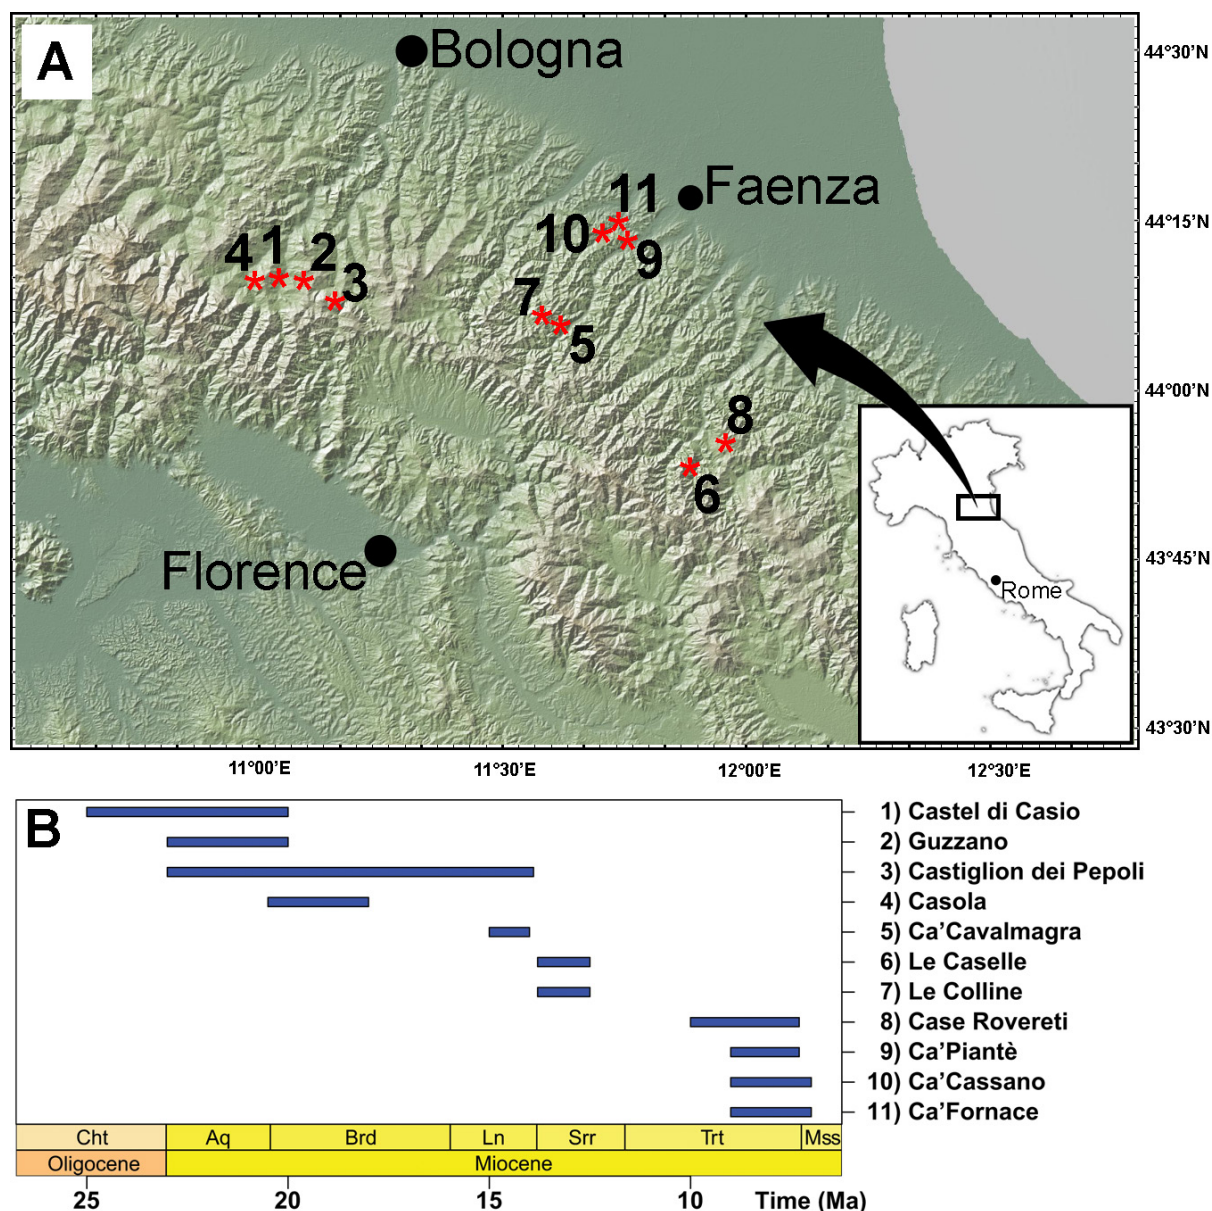 A
Bologna
44°30'N
Faenza
11
10
9
44°15'N
4
1
2
3
7
5
44°00'N
8
6
Florence
43°45'N
Rome
43°30'N
11°00'E
11°30'E
12°00'E
12°30'E
B
1) Castel di Casio
2) Guzzano
3) Castiglion dei Pepoli
4) Casola
5) Ca'Cavalmagra
6) Le Caselle
7) Le Colline
8) Case Rovereti
9) Ca'Piantè
10) Ca'Cassano
11) Ca'Fornace
Cht Aq Brd Ln Srr Trt Mss
Oligocene Miocene
25 20 15 10 Time (Ma)